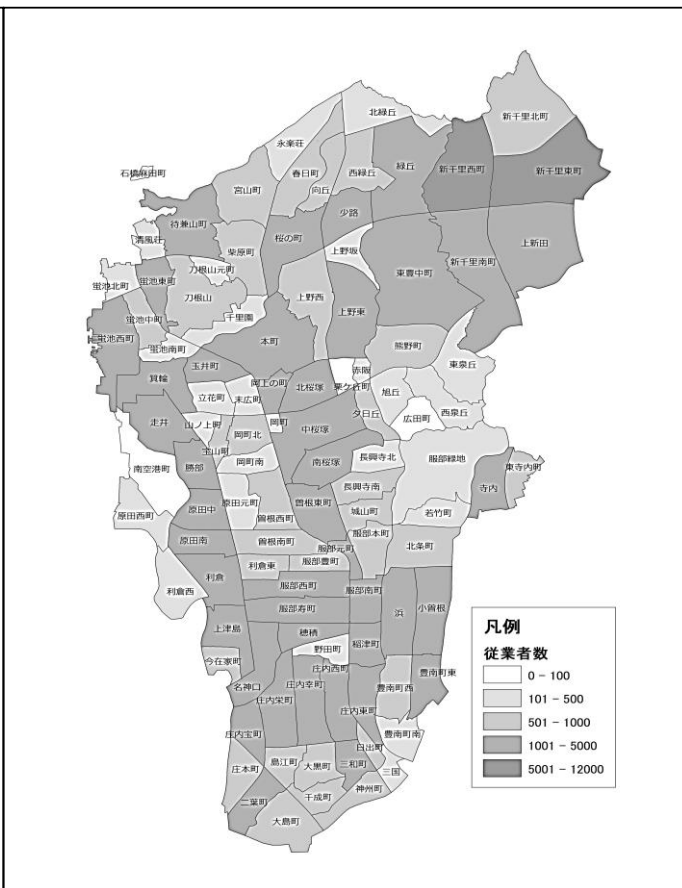 北緑丘
新千里北町
永楽荘
石橋麻田町
春日町
西緑丘
緑丘
新千里西町
新千里東町
宮山町
向丘
少路
待兼山町
清風荘
柴原町
桜の町
上野坂
上新田
刀根山元町
東豊中町
新千里南町
蛍池北町
蛍池東町
刀根山
上野西
蛍池中町
千里園
上野東
蛍池西町
本町
熊野町
蛍池南町
東泉丘
玉井町
赤阪
箕輪
岡上の町
北桜塚
栗ケ丘町
旭丘
立花町
末広町
西泉丘
夕日丘
広田町
走井
山ノ上町
岡町
中桜塚
岡町北
宝山町
長興寺北
服部緑地
東寺内町
南空港町
勝部
岡町南
南桜塚
長興寺南
寺内
原田元町
曽根東町
原田西町
原田中
城山町
若竹町
曽根西町
原田南
曽根南町
服部本町
北条町
服部元町
利倉東
服部豊町
利倉
服部西町
服部南町
利倉西
浜
小曽根
服部寿町
上津島
穂積
稲津町
野田町
今在家町
庄内西町
豊南町東
名神口
庄内幸町
豊南町西
庄内栄町
庄内東町
庄内宝町
豊南町南
日出町
島江町
大黒町
三和町
庄本町
三国
千成町
神州町
二葉町
大島町
凡例
従業者数
0 - 100
101 - 500
501 - 1000
1001 - 5000
5001 - 12000